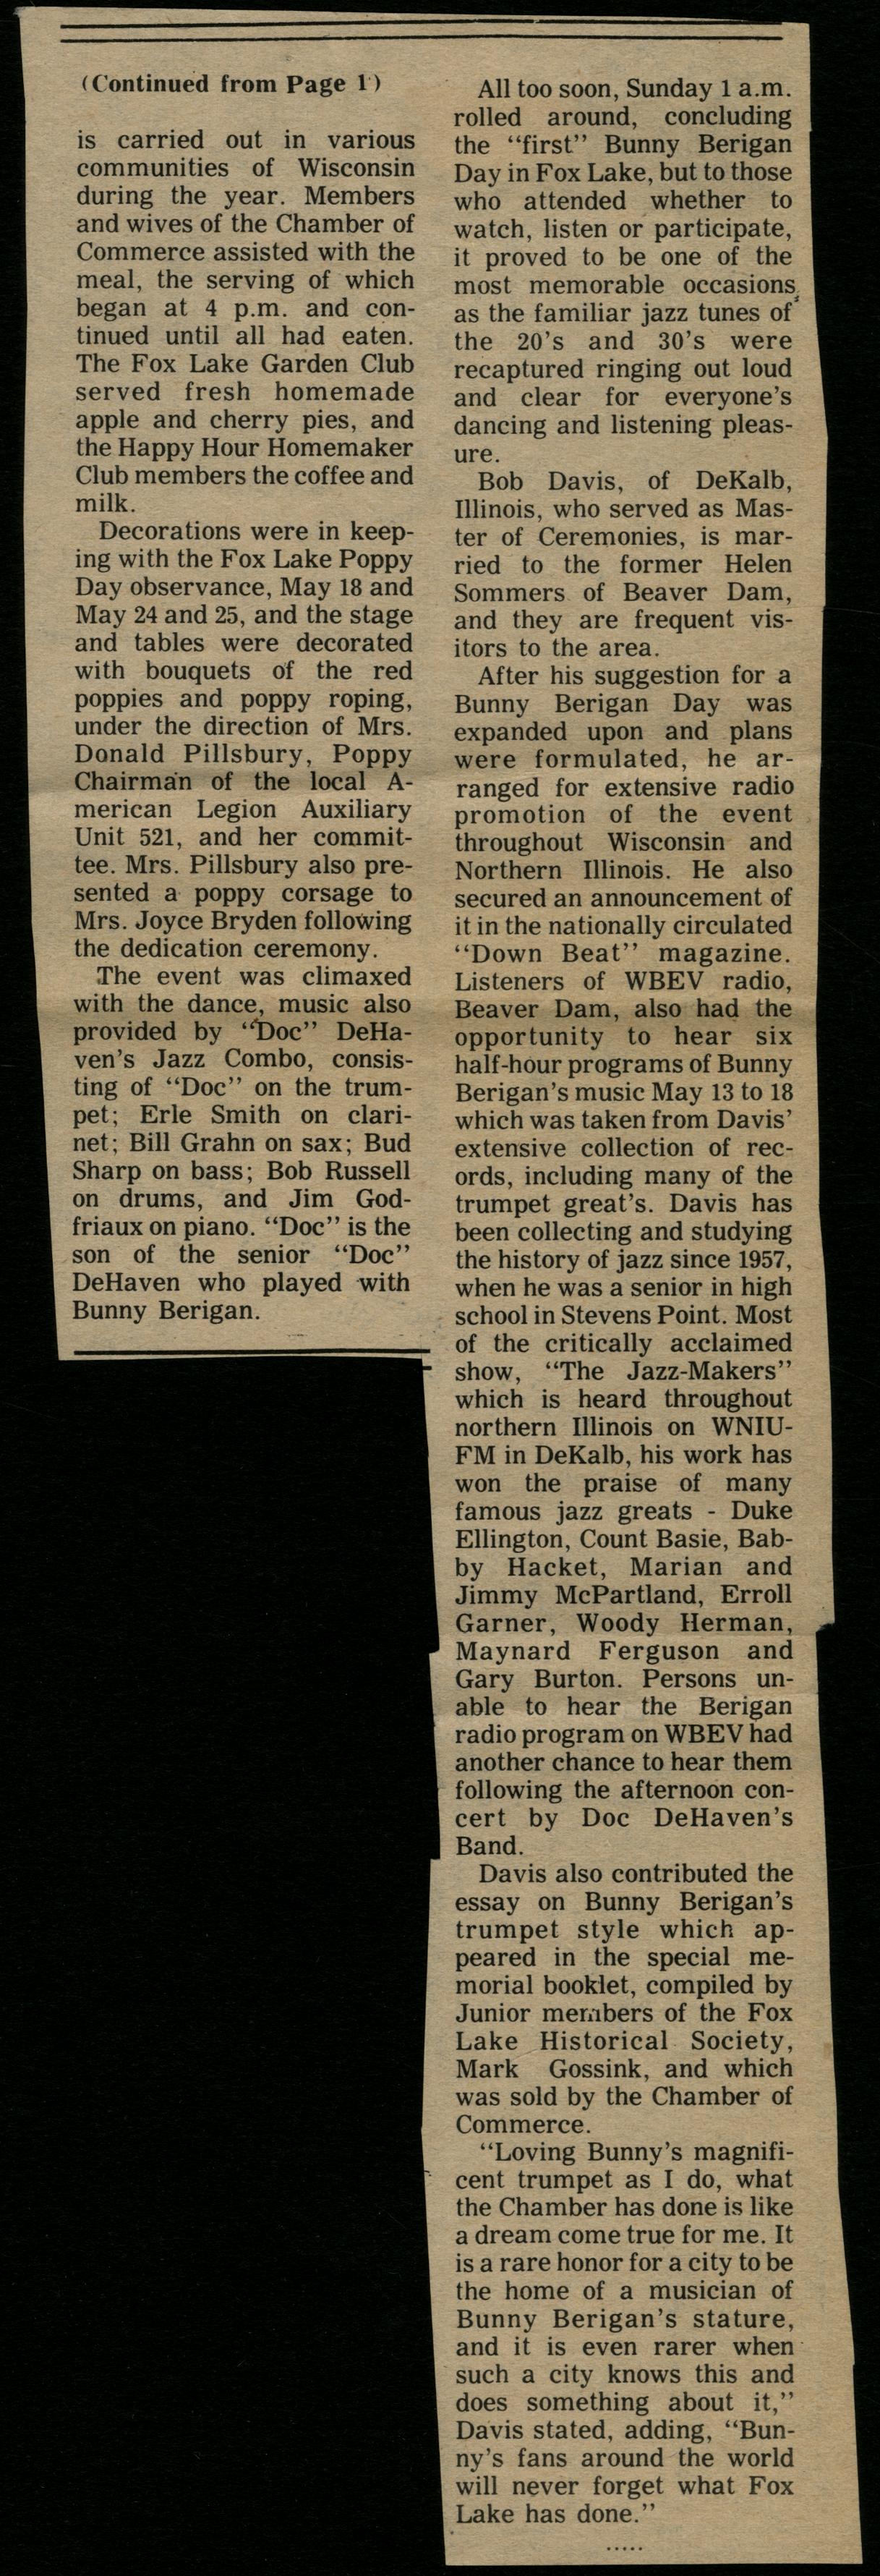 (Continued from Page 1)
is carried out in various
communities of Wisconsin
during the year. Members
and wives of the Chamber of
Commerce assisted with the
meal, the serving of which
began at 4 p.m. and con-
tinued until all had eaten.
The Fox Lake Garden Club
served fresh homemade
apple and cherry pies, and
the Happy Hour Homemaker
Club members the coffee and
milk.
Decorations were in keep-
ing with the Fox Lake Poppy
Day observance, May 18 and
May 24 and 25, and the stage
and tables were decorated
with bouquets of the red
poppies and poppy roping,
under the direction of Mrs.
Donald Pillsbury, Poppy
Chairman of the local A-
merican Legion Auxiliary
Unit 521, and her commit-
tee. Mrs. Pillsbury also pre-
sented a poppy corsage to
Mrs. Joyce Bryden following
the dedication ceremony.
The event was climaxed
with the dance, music also
provided by "Doc" DeHa-
ven's Jazz Combo, consis-
ting of "Doc" on the trum-
pet; Erle Smith on clari-
net; Bill Grahn on sax; Bud
Sharp on bass; Bob Russell
on drums, and Jim God-
friaux on piano. "Doc" is the
son of the senior "Doc"
DeHaven who played with
Bunny Berigan.
All too soon, Sunday 1 a.m.
rolled around, concluding
the "first" Bunny Berigan
Day in Fox Lake, but to those
who attended whether to
watch, listen or participate,
it proved to be one of the
most memorable occasions
as the familiar jazz tunes of
the 20's and 30's were
recaptured ringing out loud
and clear for everyone's
dancing and listening pleas-
ure.
Bob Davis, of DeKalb,
Illinois, who served as Mas-
ter of Ceremonies, is mar-
ried to the former Helen
Sommers of Beaver Dam,
and they are frequent vis-
itors to the area.
After his suggestion for a
Bunny Berigan Day was
expanded upon and plans
were formulated, he ar-
ranged for extensive radio
promotion of the event
throughout Wisconsin and
Northern Illinois. He also
secured an announcement of
it in the nationally circulated
"Down Beat" magazine.
Listeners of WBEV radio,
Beaver Dam, also had the
opportunity to hear six
half-hour programs of Bunny
Berigan's music May 13 to 18
which was taken from Davis'
extensive collection of rec-
ords, including many of the
trumpet great's. Davis has
been collecting and studying
the history of jazz since 1957,
when he was a senior in high
school in Stevens Point. Most
of the critically acclaimed
show, "The Jazz-Makers"
which is heard throughout
northern Illinois on WNIU-
FM in DeKalb, his work has
won the praise of many
famous jazz greats - Duke
Ellington, Count Basie, Bab-
by Hacket, Marian and
Jimmy McPartland, Erroll
Garner, Woody Herman,
Maynard Ferguson and
Gary Burton. Persons un-
able to hear the Berigan
radio program on WBEV had
another chance to hear them
following the afternoon con-
cert by Doc DeHaven's
Band.
Davis also contributed the
essay on Bunny Berigan's
trumpet style which ap-
peared in the special me-
morial booklet, compiled by
Junior members of the Fox
Lake Historical Society,
Mark Gossink, and which
was sold by the Chamber of
Commerce.
"Loving Bunny's magnifi-
cent trumpet as I do, what
the Chamber has done is like
a dream come true for me. It
is a rare honor for a city to be
the home of a musician of
Bunny Berigan's stature,
and it is even rarer when
such a city knows this and
does something about it,"
Davis stated, adding, "Bun-
ny's fans around the world
will never forget what Fox
Lake has done."
.....